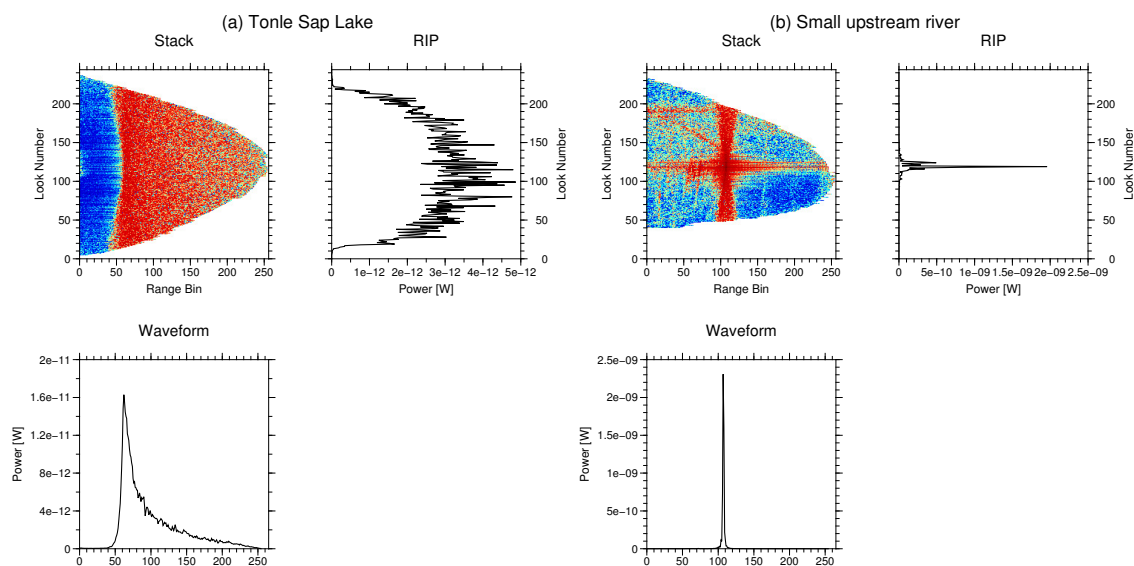 (a) Tonle Sap Lake
(b) Small upstream river
Stack
RIP
Stack
RIP
Look Number
0
50
100
150
200
0
50
100
150
200
250
Range Bin
0
50
100
150
200
Look Number
0
1e−12
2e−12
3e−12
4e−12
5e−12
Power [W]
Look Number
0
50
100
150
200
0
50
100
150
200
250
Range Bin
0
50
100
150
200
Look Number
0
5e−10
1e−09
1.5e−09
2e−09
2.5e−09
Power [W]
Waveform
Waveform
Power [W]
0
4e−12
8e−12
1.2e−11
1.6e−11
2e−11
0
50
100
150
200
250
Power [W]
0
5e−10
1e−09
1.5e−09
2e−09
2.5e−09
0
50
100
150
200
250